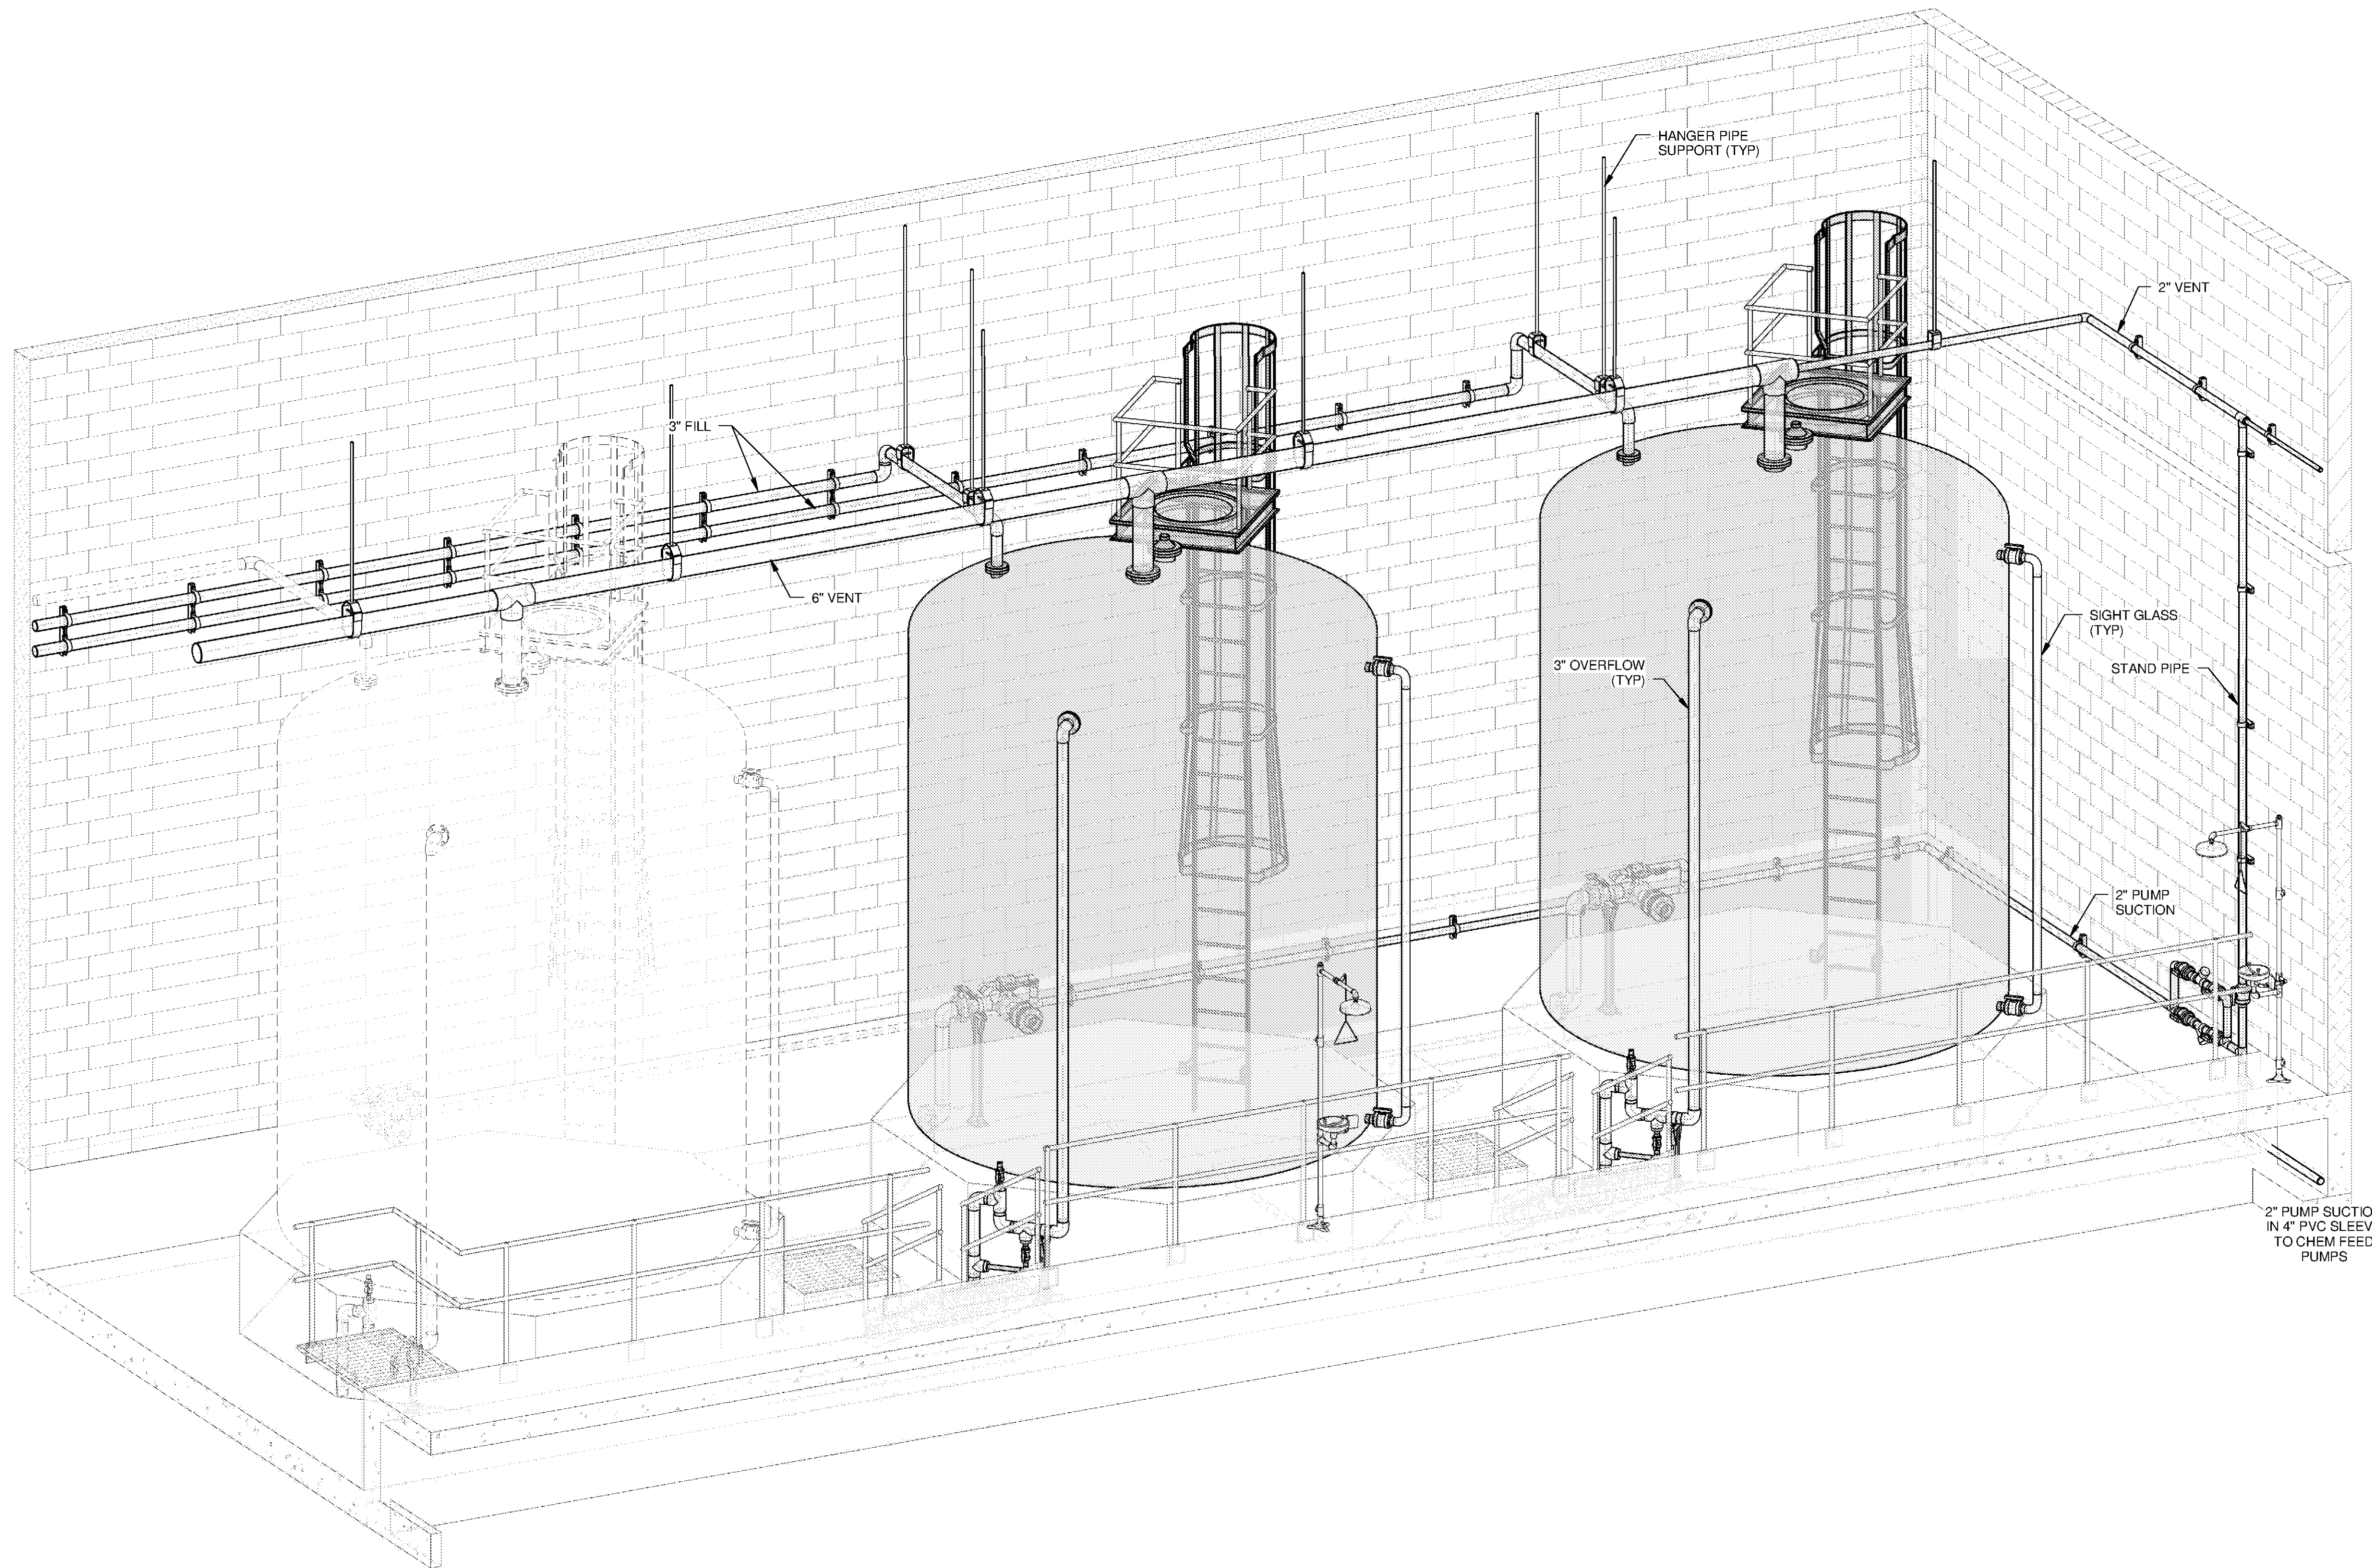 HANGER PIPE
SUPPORT (TYP)
2" VENT
3" FILL
6" VENT
SIGHT GLASS
(TYP)
3" OVERFLOW
(TYP)
STAND PIPE
2" PUMP
SUCTION
2" PUMP SUCTIO
IN 4" PVC SLEEV
TO CHEM FEED
PUMPS